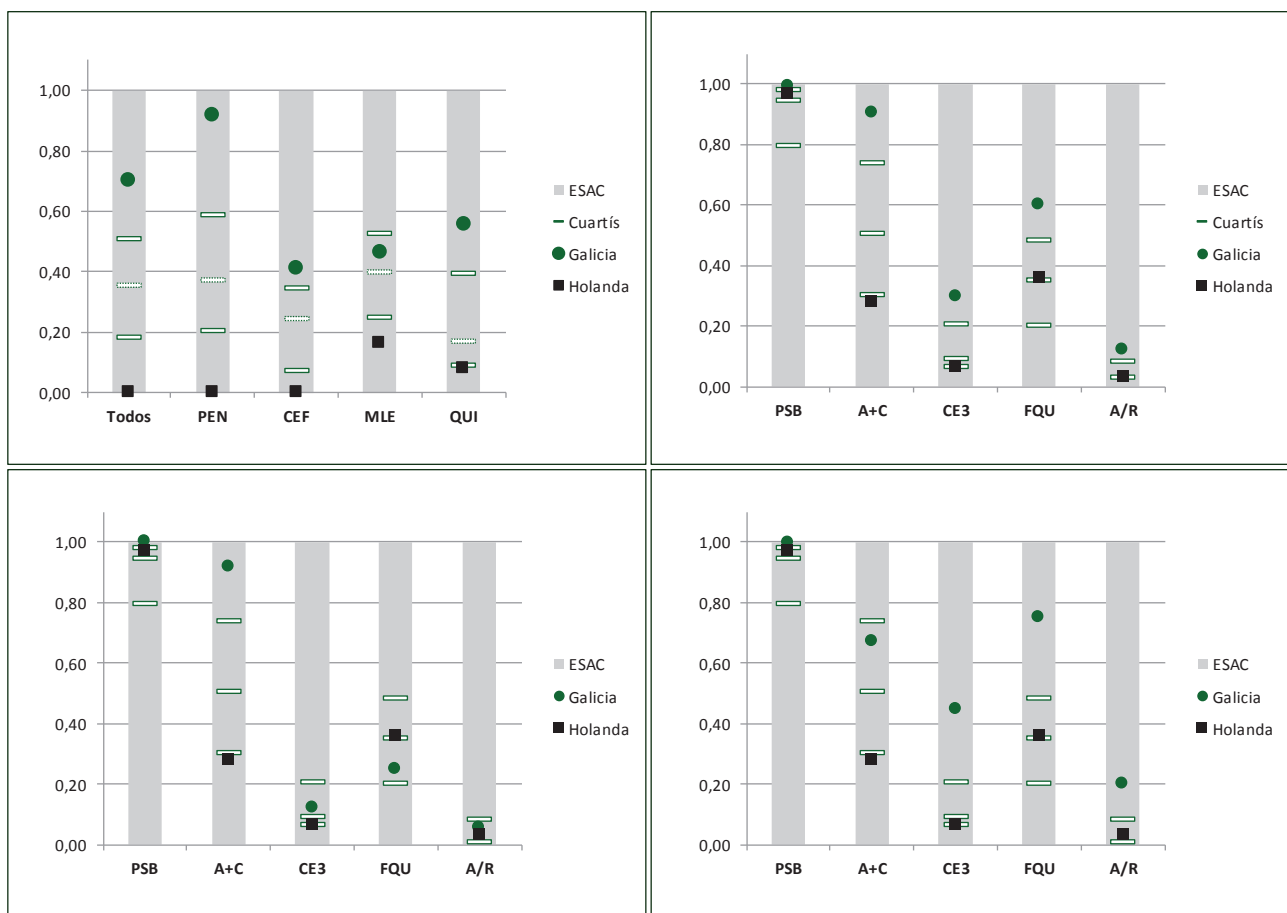 1,00
0,80
0,60
0,40
0,20
0,00
Todos PEN CEF MLE QUI
ESAC
Cuartís
Galicia
Holanda
1,00
0,80
0,60
0,40
0,20
0,00
PSB A+C CE3 FQU A/R
ESAC
Galicia
Holanda
1,00
0,80
0,60
0,40
0,20
0,00
PSB A+C CE3 FQU A/R
ESAC
Galicia
Holanda
1,00
0,80
0,60
0,40
0,20
0,00
PSB A+C CE3 FQU A/R
ESAC
Galicia
Holanda